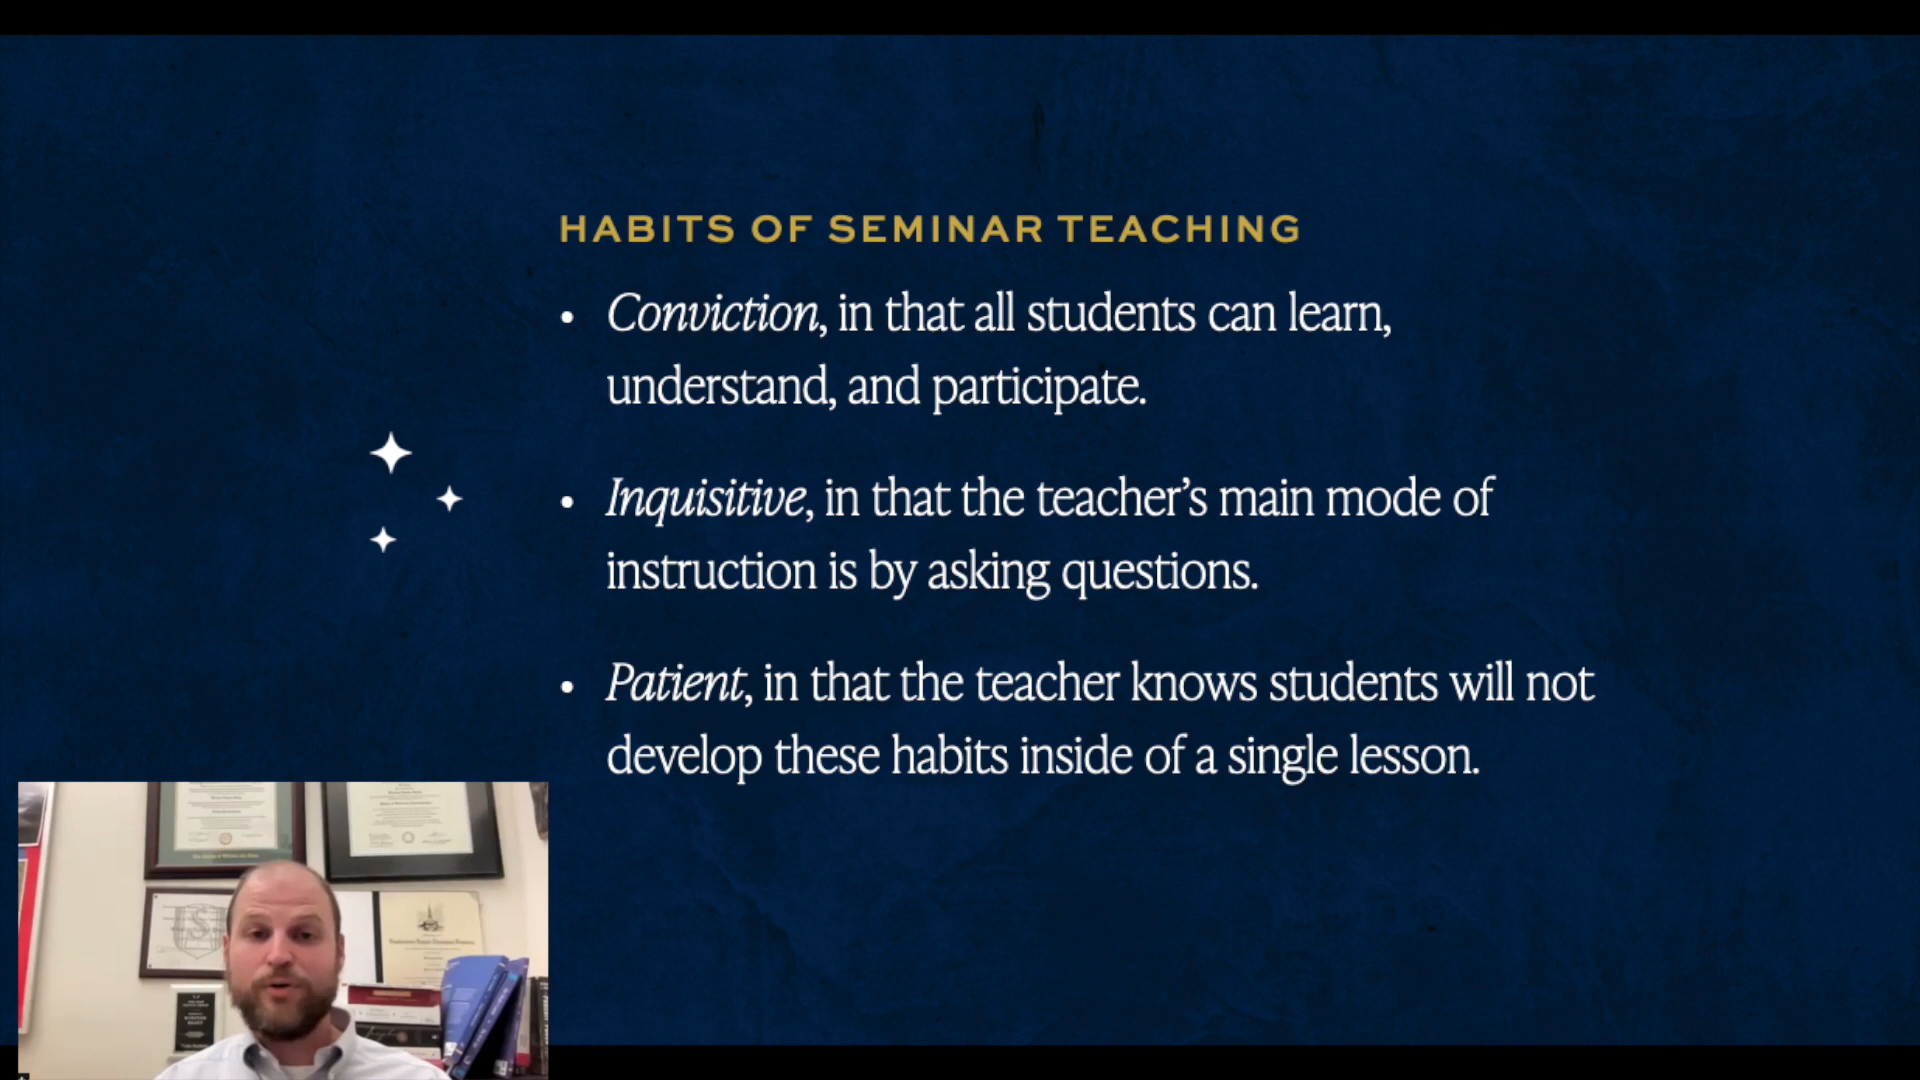 HABITS OF SEMINAR TEACHING
• Conviction, in that all students can learn,
understand, and participate.
• Inquisitive, in that the teacher’s main mode of
instruction is by asking questions.
• Patient, in that the teacher knows students will not
develop these habits inside of a single lesson.